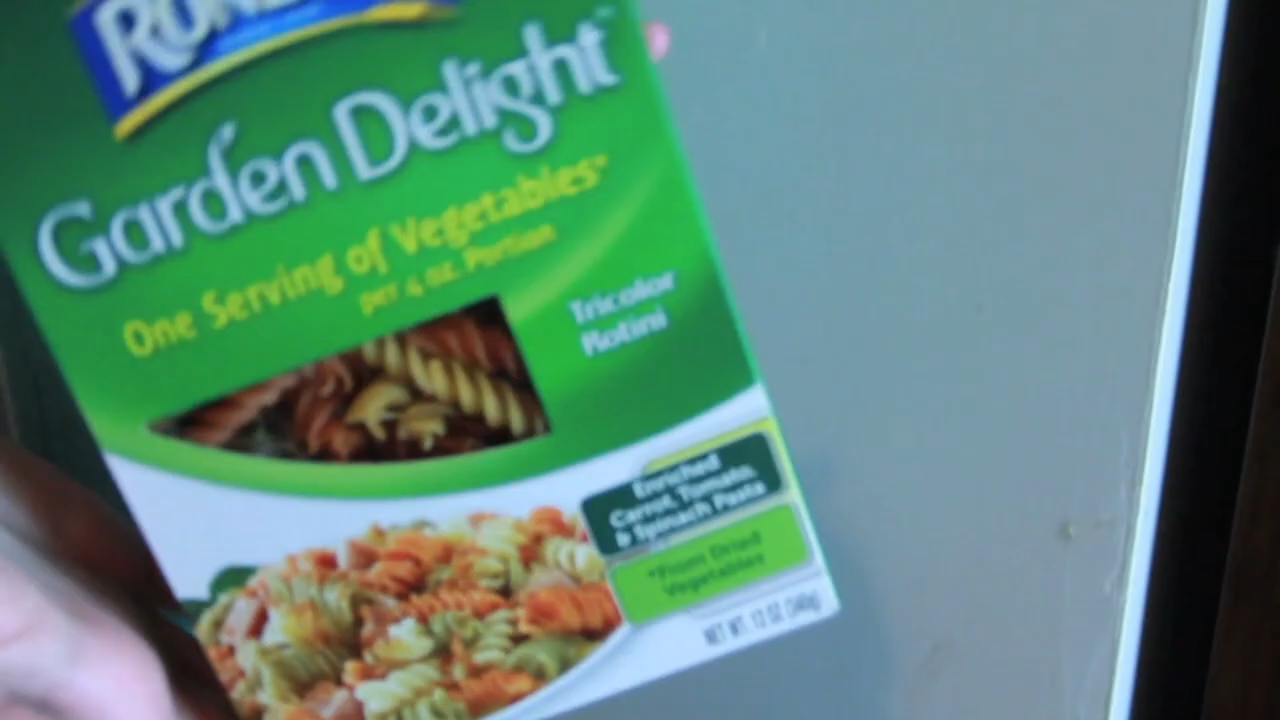 Garden Delight™
One Serving of Vegetables*
per 4 oz. Portion
Tricolor
Rotini
Enriched
Carrot, Tomato,
& Spinach Pasta
*From Dried
Vegetables
NET WT. 12 OZ (340g)